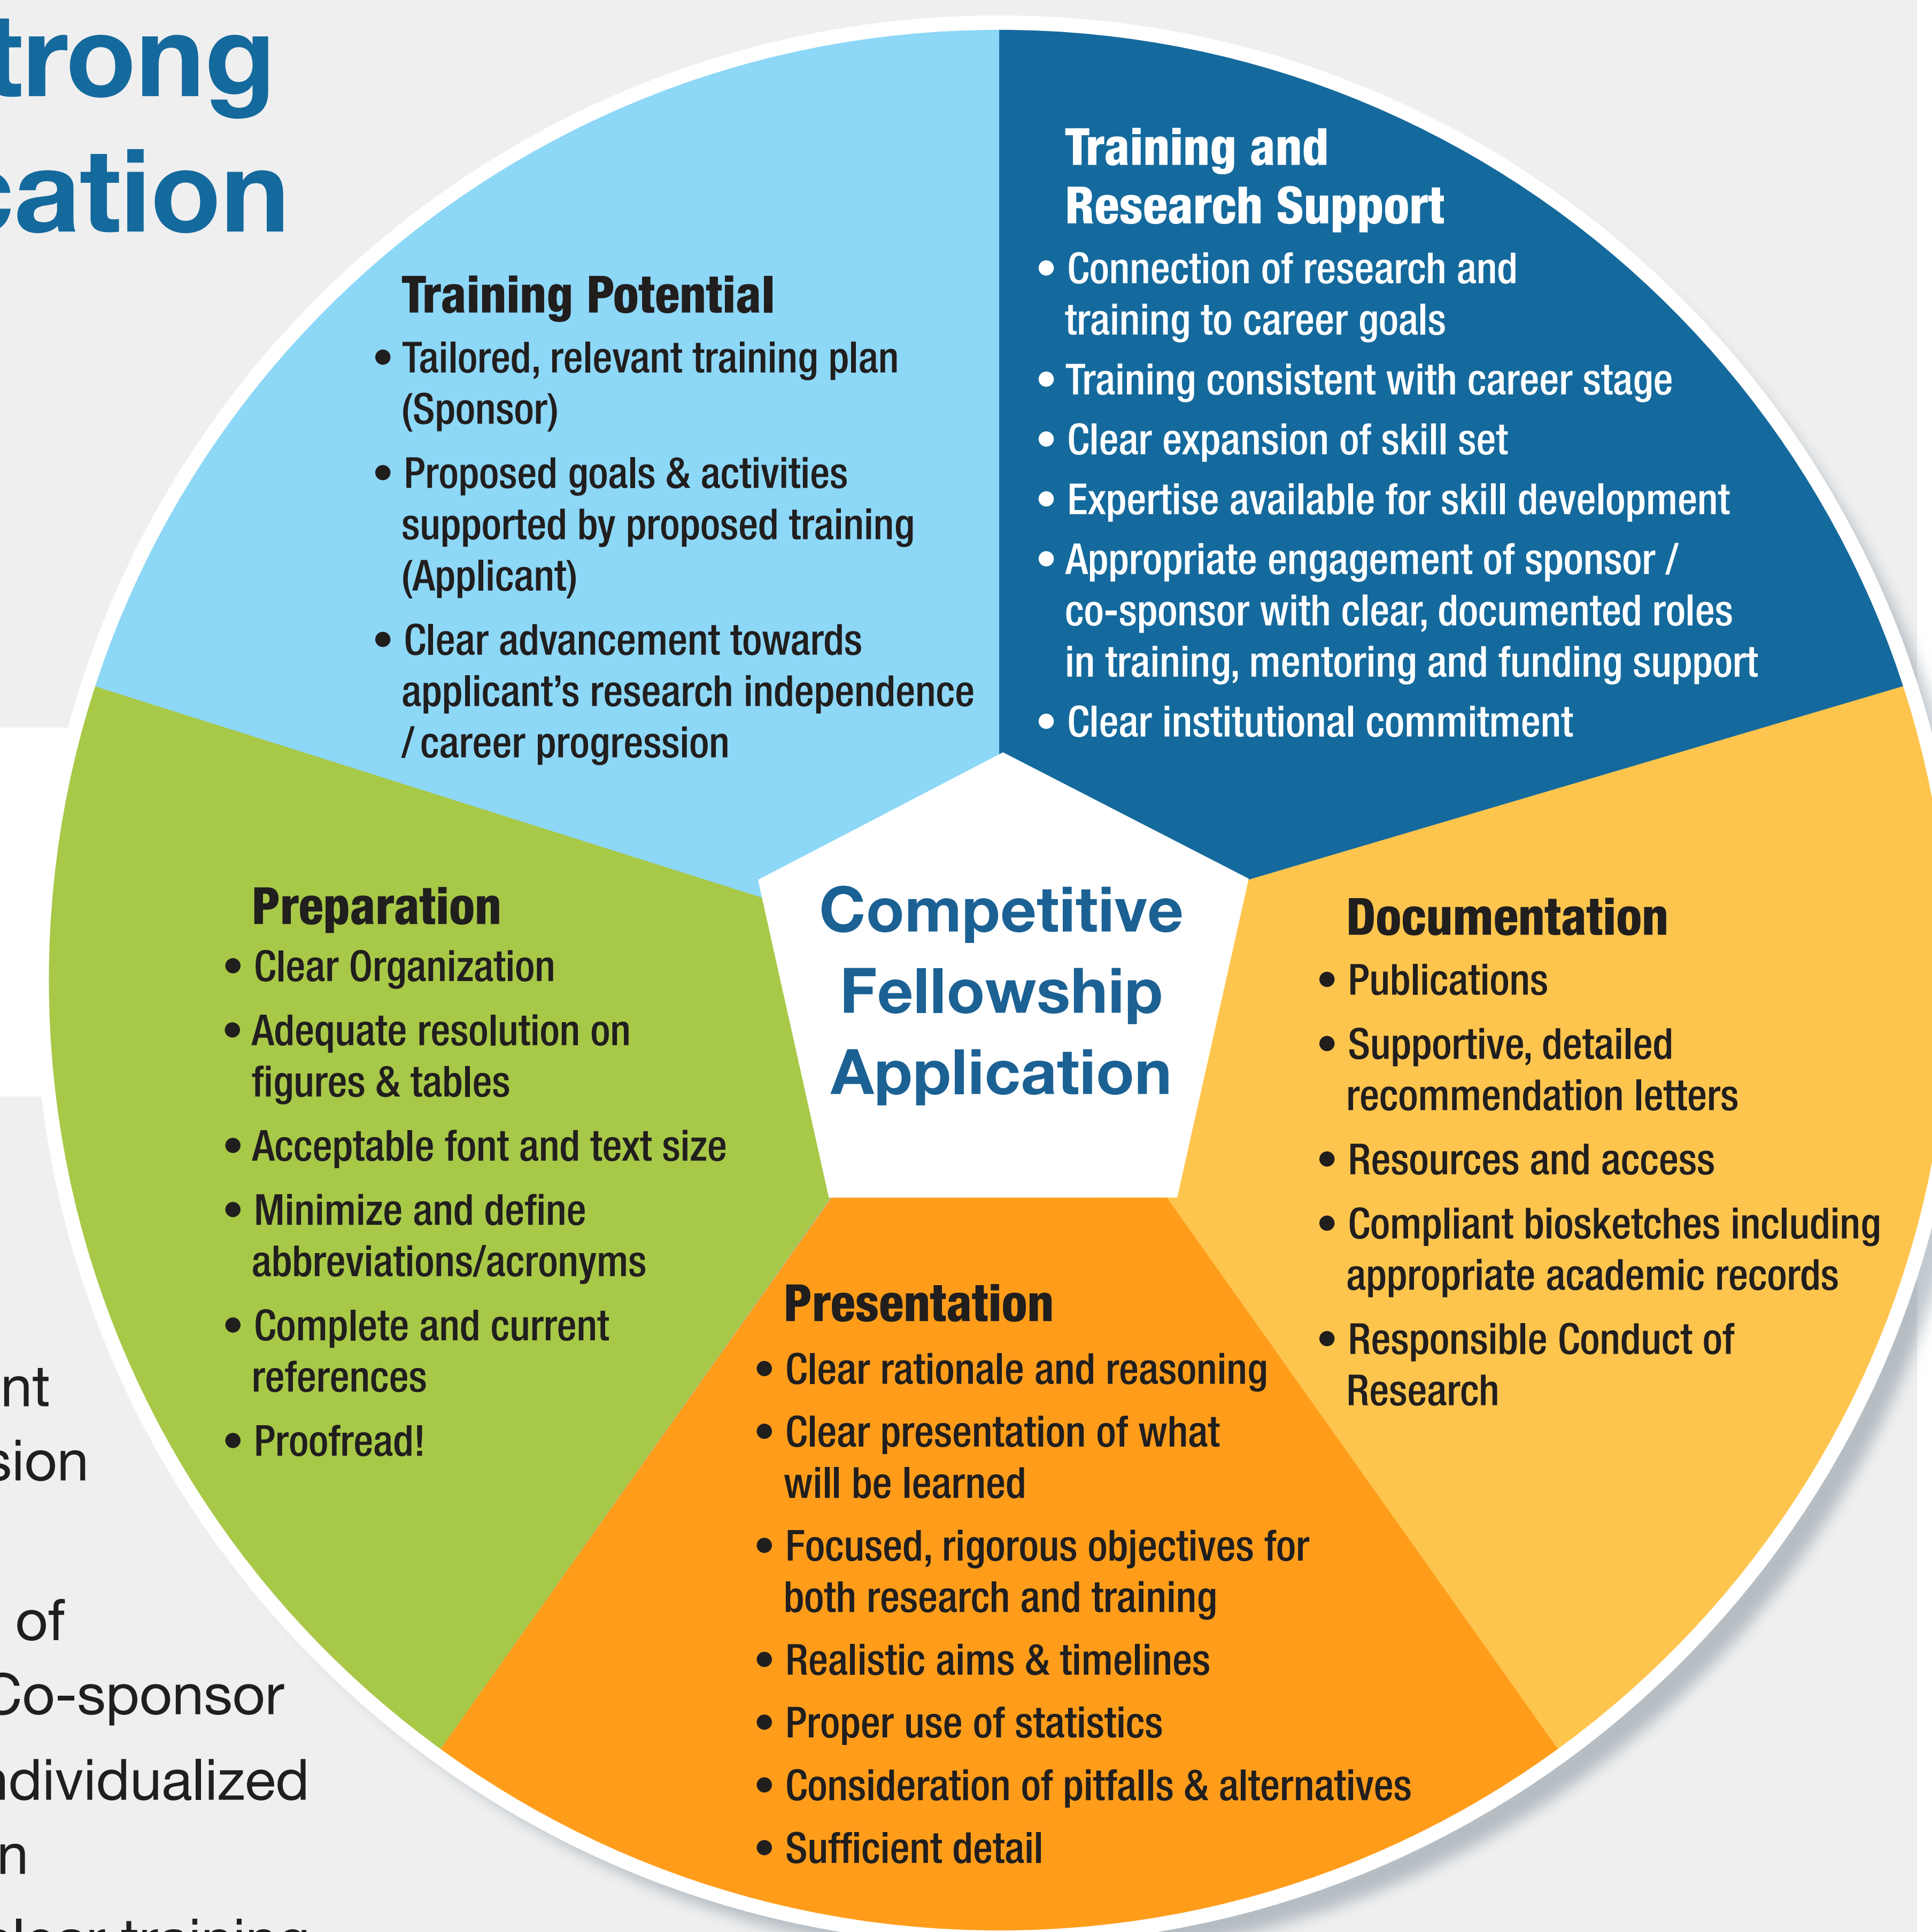 trong
cation
Training Potential
• Tailored, relevant training plan
(Sponsor)
• Proposed goals & activities
supported by proposed training
(Applicant)
• Clear advancement towards
applicant’s research independence
/ career progression
Training and
Research Support
• Connection of research and
training to career goals
• Training consistent with career stage
• Clear expansion of skill set
• Expertise available for skill development
• Appropriate engagement of sponsor /
co-sponsor with clear, documented roles
in training, mentoring and funding support
• Clear institutional commitment
Preparation
• Clear Organization
• Adequate resolution on
figures & tables
• Acceptable font and text size
• Minimize and define
abbreviations/acronyms
• Complete and current
references
• Proofread!
Competitive
Fellowship
Application
Documentation
• Publications
• Supportive, detailed
recommendation letters
• Resources and access
• Compliant biosketches including
appropriate academic records
• Responsible Conduct of
Research
Presentation
• Clear rationale and reasoning
• Clear presentation of what
will be learned
• Focused, rigorous objectives for
both research and training
• Realistic aims & timelines
• Proper use of statistics
• Consideration of pitfalls & alternatives
• Sufficient detail
nt
sion
of
Co-sponsor
ndividualized
n
clear training